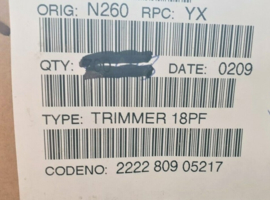 ORIG: N260 RPC: YX
QTY: DATE: 0209
TYPE: TRIMMER 18PF
CODENO: 2222 809 05217